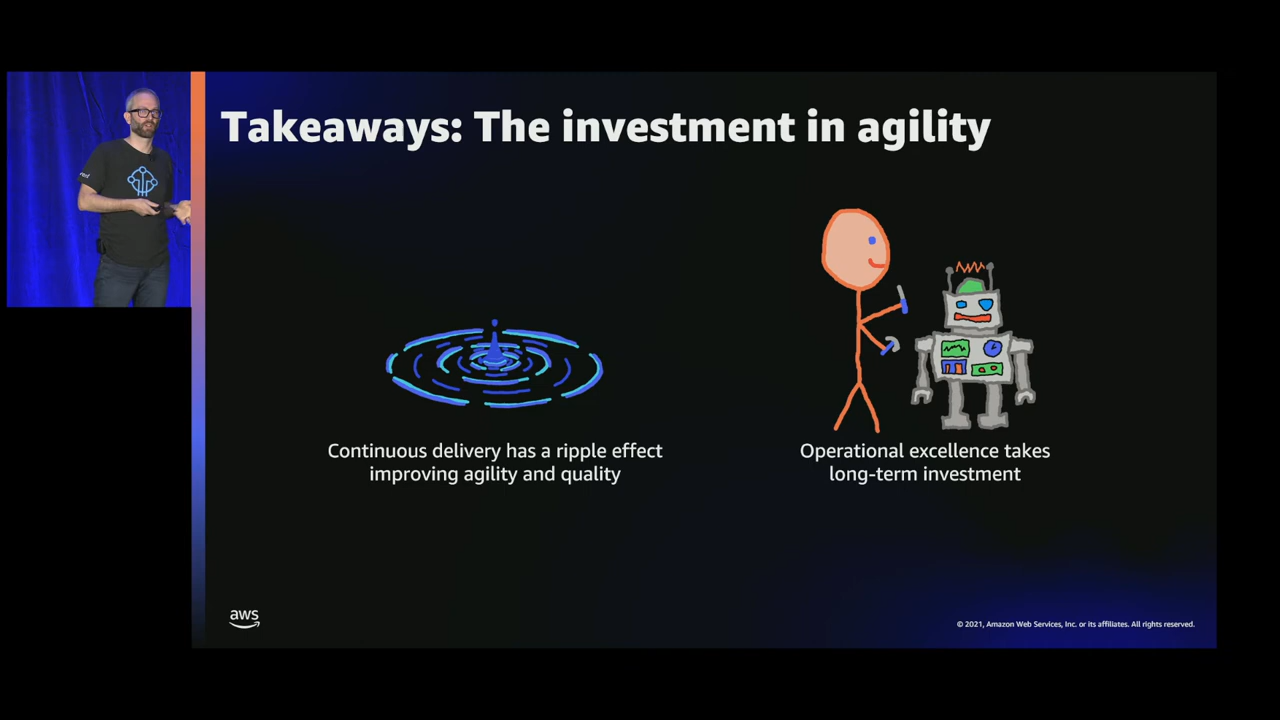 Takeaways: The investment in agility
Continuous delivery has a ripple effect
improving agility and quality
Operational excellence takes
long-term investment
aws
© 2021, Amazon Web Services, Inc. or its affiliates. All rights reserved.